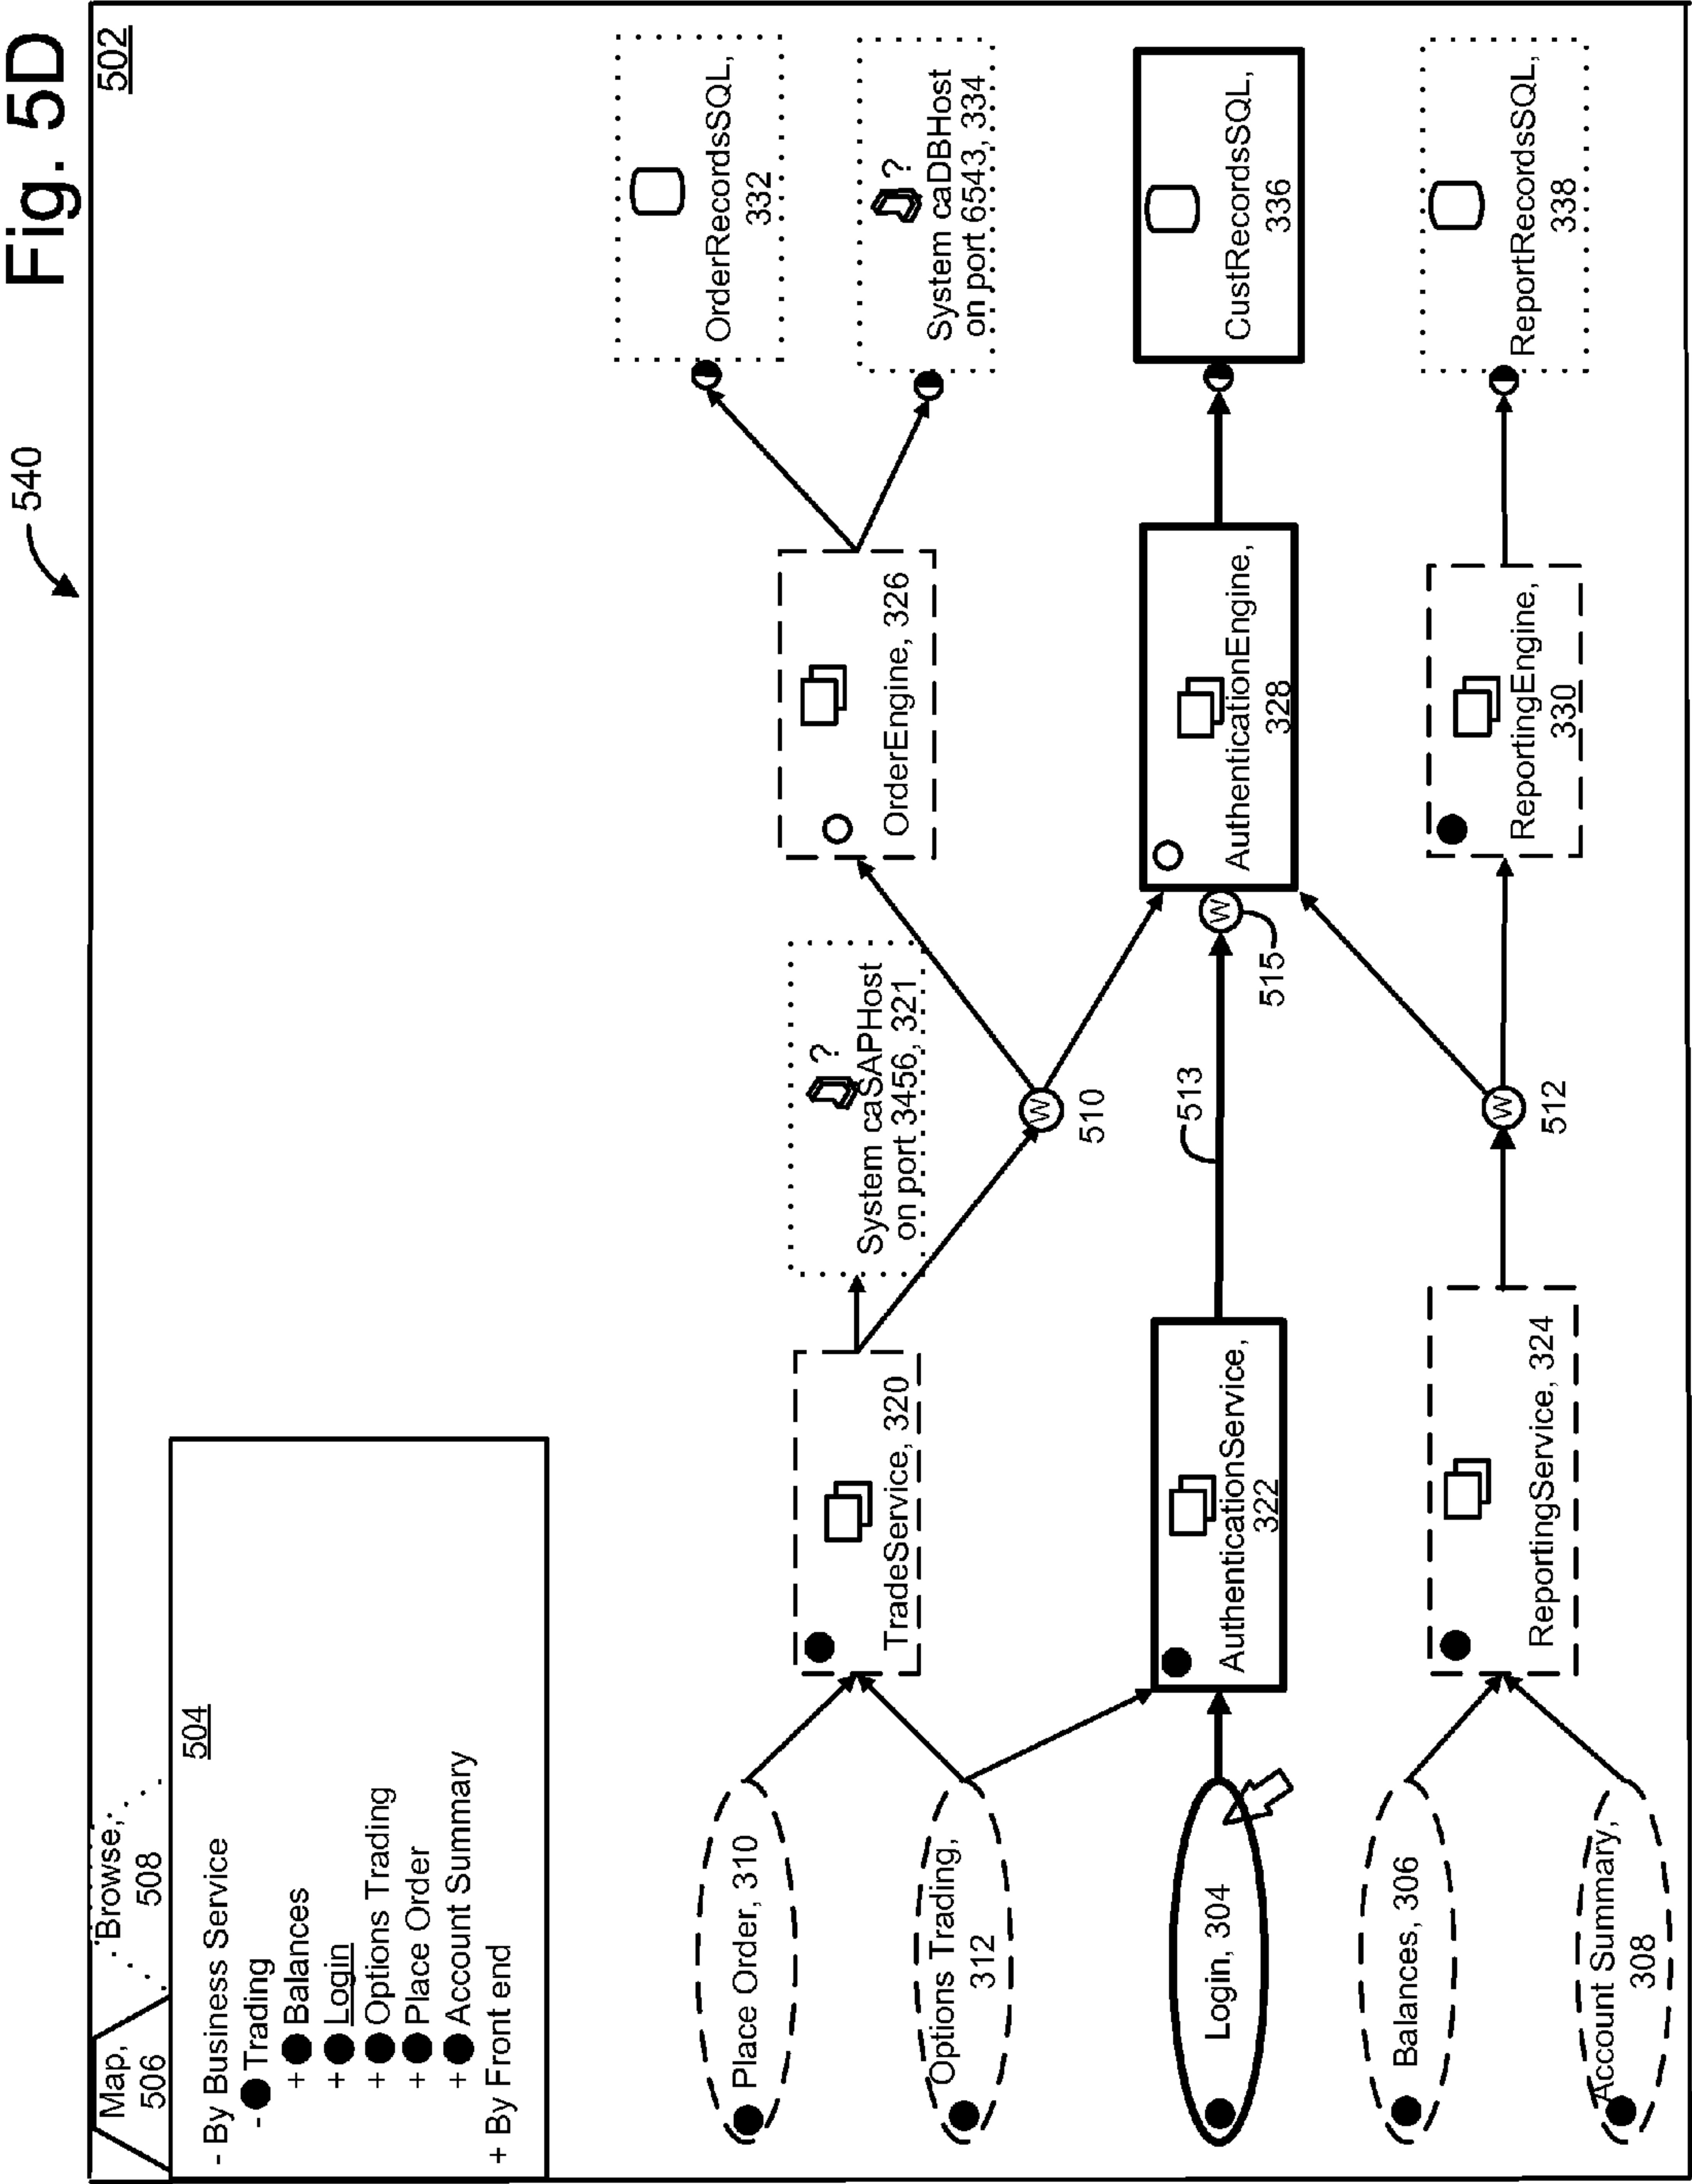 Fig. 5D
540
502
Map,
506
Browse,
508
504
- By Business Service
- Trading
+ Balances
+ Login
+ Options Trading
+ Place Order
+ Account Summary
+ By Front end
Place Order, 310
Options Trading,
312
Login, 304
Balances, 306
Account Summary,
308
TradeService, 320
AuthenticationService,
322
ReportingService, 324
?
System caSAPHost
on port 3456, 321
W
510
513
W
515
W
512
OrderEngine, 326
AuthenticationEngine,
328
ReportingEngine,
330
OrderRecordsSQL,
332
?
System caDBHost
on port 6543, 334
CustRecordsSQL,
336
ReportRecordsSQL,
338